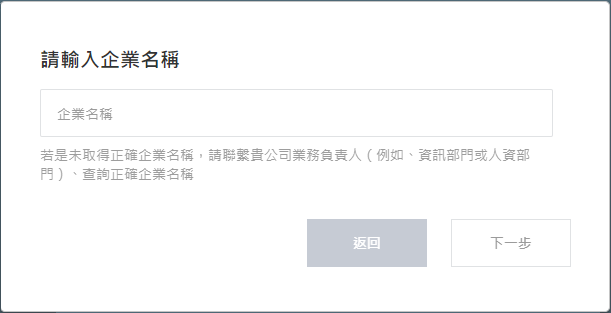 請輸入企業名稱
企業名稱
若是未取得正確企業名稱，請聯繫貴公司業務負責人（例如、資訊部門或人資部
門）、查詢正確企業名稱
返回
下一步